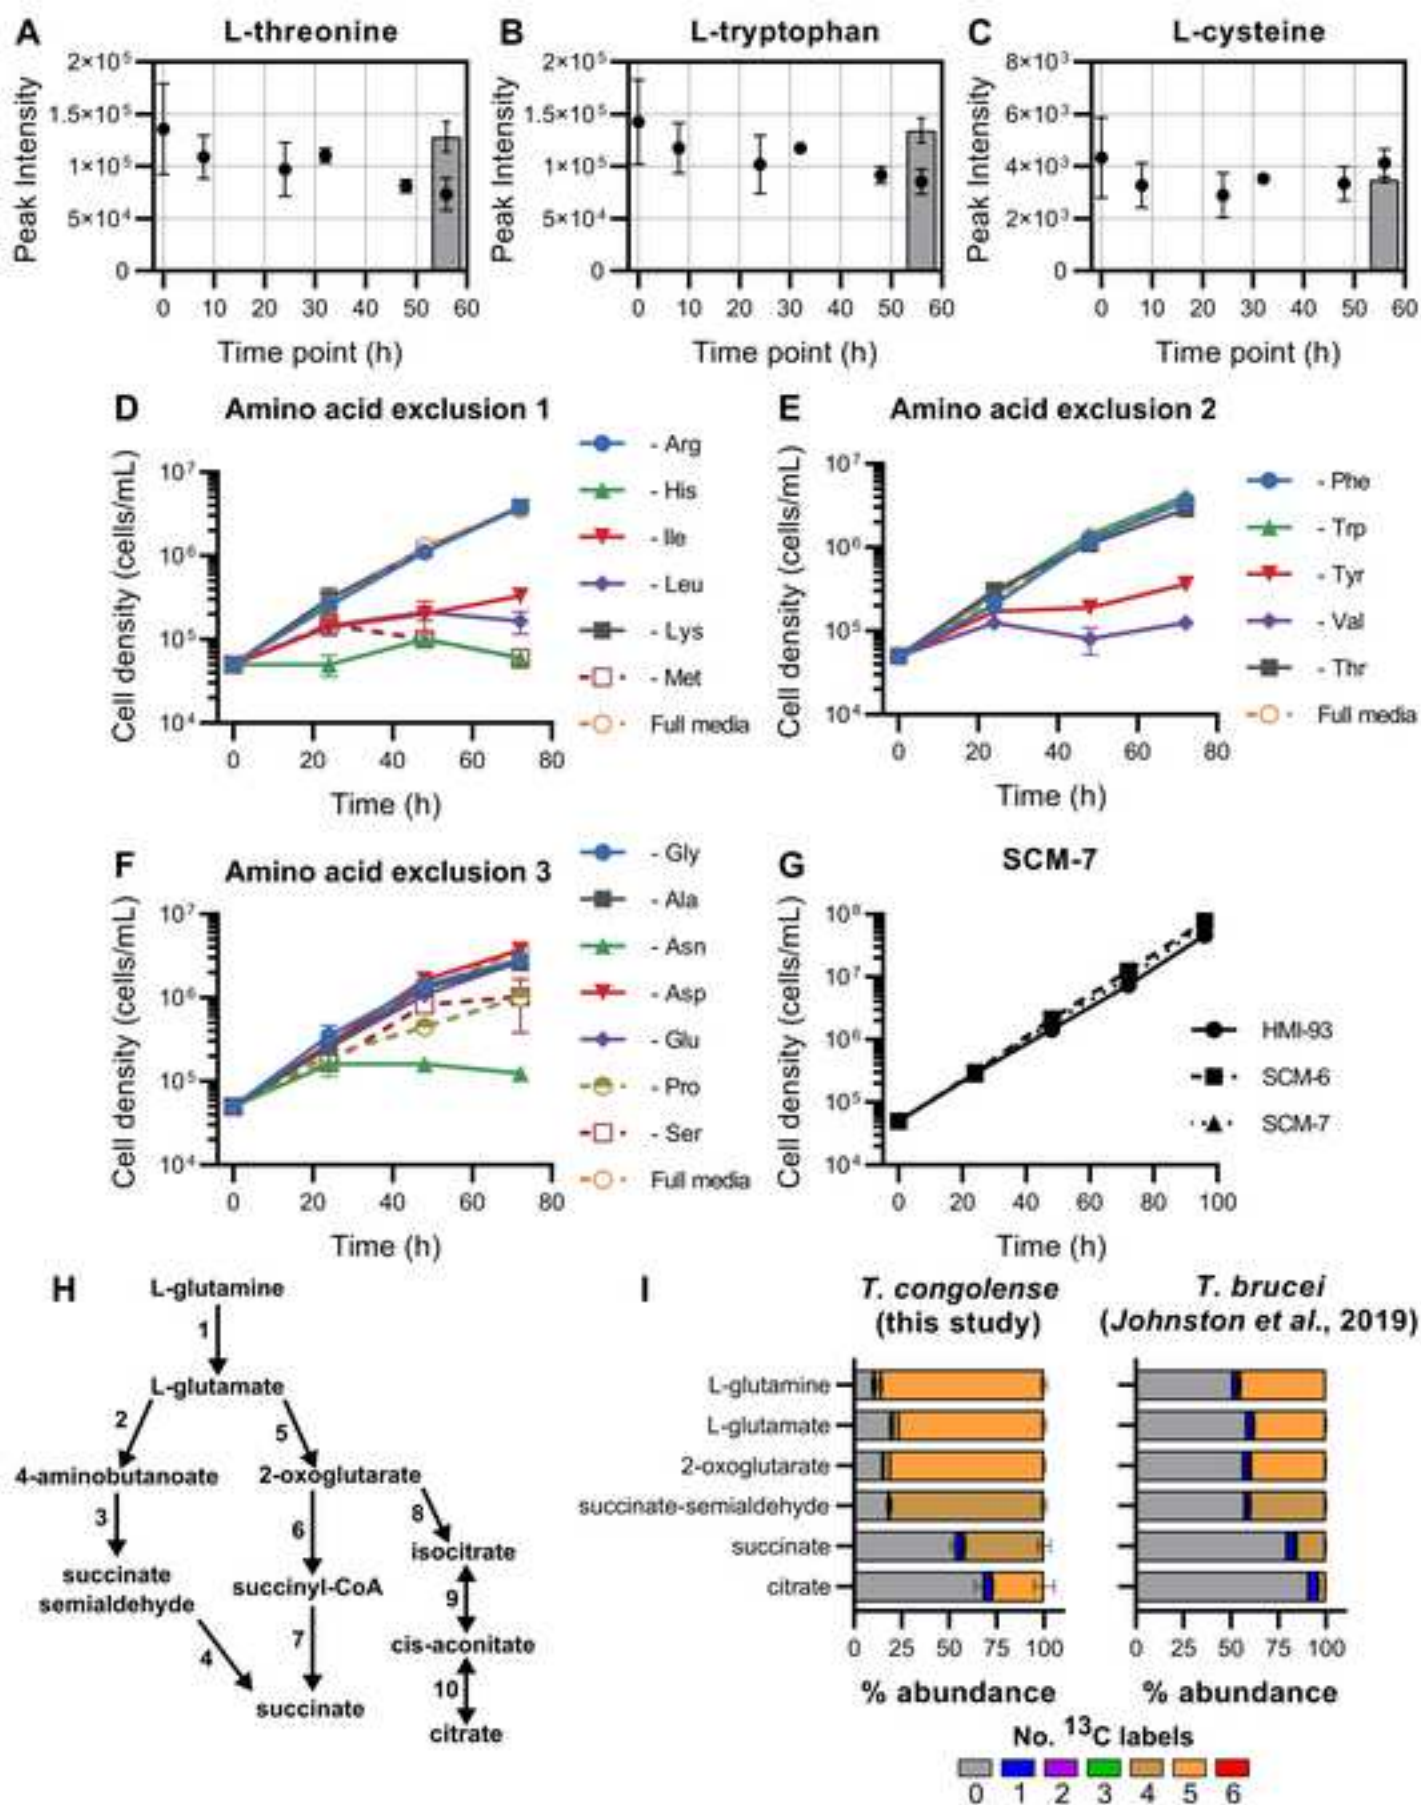 A L-threonine
Peak Intensity
2×10⁵
1.5×10⁵
1×10⁵
5×10⁴
0
0 10 20 30 40 50 60
Time point (h)
B L-tryptophan
Peak Intensity
2×10⁵
1.5×10⁵
1×10⁵
5×10⁴
0
0 10 20 30 40 50 60
Time point (h)
C L-cysteine
Peak Intensity
8×10³
6×10³
4×10³
2×10³
0
0 10 20 30 40 50 60
Time point (h)
D Amino acid exclusion 1
Cell density (cells/mL)
10⁷
10⁶
10⁵
10⁴
0 20 40 60 80
Time (h)
- Arg
- His
- Ile
- Leu
- Lys
- Met
Full media
E Amino acid exclusion 2
Cell density (cells/mL)
10⁷
10⁶
10⁵
10⁴
0 20 40 60 80
Time (h)
- Phe
- Trp
- Tyr
- Val
- Thr
Full media
F Amino acid exclusion 3
Cell density (cells/mL)
10⁷
10⁶
10⁵
10⁴
0 20 40 60 80
Time (h)
- Gly
- Ala
- Asn
- Asp
- Glu
- Pro
- Ser
Full media
G SCM-7
Cell density (cells/mL)
10⁸
10⁷
10⁶
10⁵
10⁴
0 20 40 60 80 100
Time (h)
HMI-93
SCM-6
SCM-7
H
L-glutamine
1
L-glutamate
2
5
4-aminobutanoate
2-oxoglutarate
3
6
8
isocitrate
succinate
semialdehyde
succinyl-CoA
9
4
7
cis-aconitate
10
succinate
citrate
I
T. congolense
(this study)
T. brucei
(Johnston et al., 2019)
L-glutamine
L-glutamate
2-oxoglutarate
succinate-semialdehyde
succinate
citrate
0 25 50 75 100
% abundance
0 25 50 75 100
% abundance
No. ¹³C labels
0 1 2 3 4 5 6